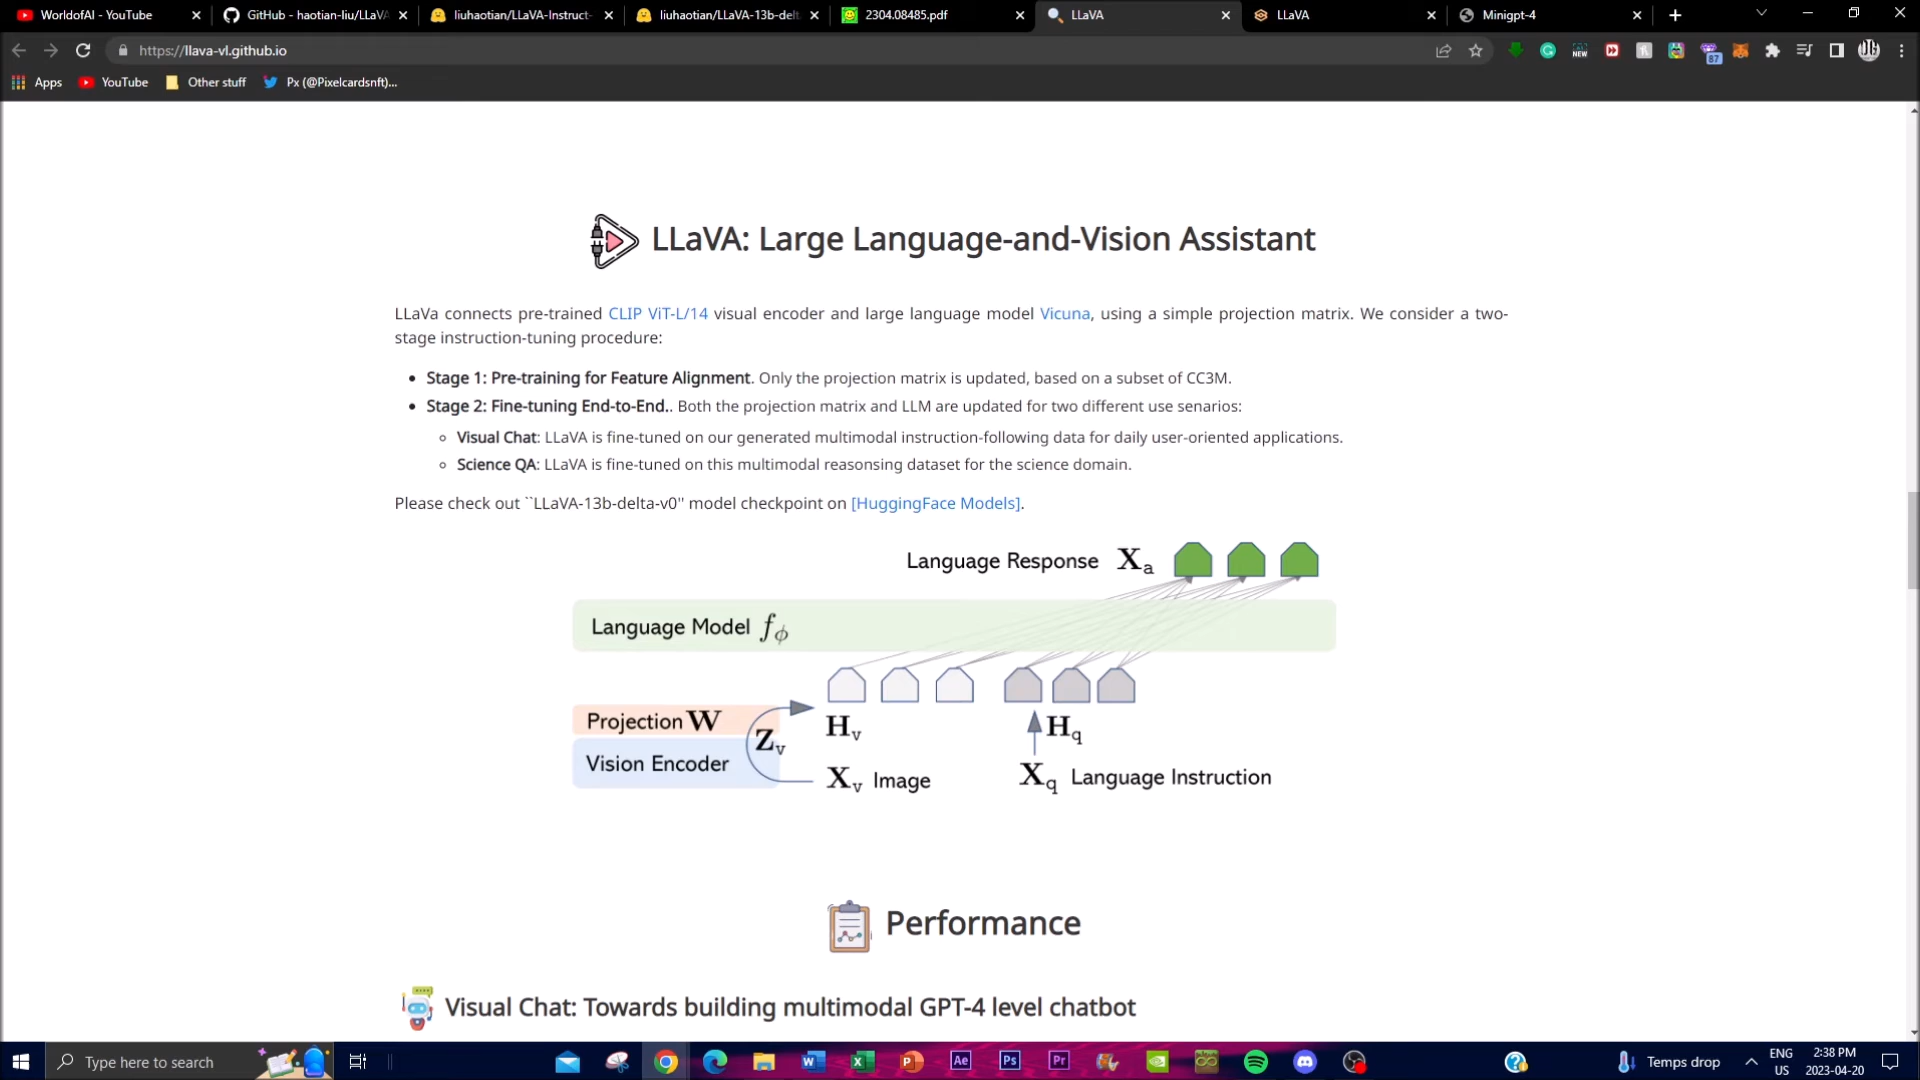 WorldofAI - YouTube
GitHub - haotian-liu/LLaVA
liuhaotian/LLaVA-Instruct-
liuhaotian/LLaVA-13b-delt
2304.08485.pdf
LLaVA
LLaVA
Minigpt-4
https://llava-vl.github.io
NEW
87
Apps
YouTube
Other stuff
Px (@Pixelcardsnft)...
LLaVA: Large Language-and-Vision Assistant
LLaVa connects pre-trained CLIP ViT-L/14 visual encoder and large language model Vicuna, using a simple projection matrix. We consider a two-
stage instruction-tuning procedure:
• Stage 1: Pre-training for Feature Alignment. Only the projection matrix is updated, based on a subset of CC3M.
• Stage 2: Fine-tuning End-to-End.. Both the projection matrix and LLM are updated for two different use senarios:
◦ Visual Chat: LLaVA is fine-tuned on our generated multimodal instruction-following data for daily user-oriented applications.
◦ Science QA: LLaVA is fine-tuned on this multimodal reasonsing dataset for the science domain.
Please check out ``LLaVA-13b-delta-v0'' model checkpoint on [HuggingFace Models].
Language Response Xa
Language Model fϕ
Projection W
Zv
Hv
Hq
Vision Encoder
Xv Image
Xq Language Instruction
Performance
Visual Chat: Towards building multimodal GPT-4 level chatbot
Type here to search
Ae
Ps
Pr
Temps drop
ENG
US
2:38 PM
2023-04-20